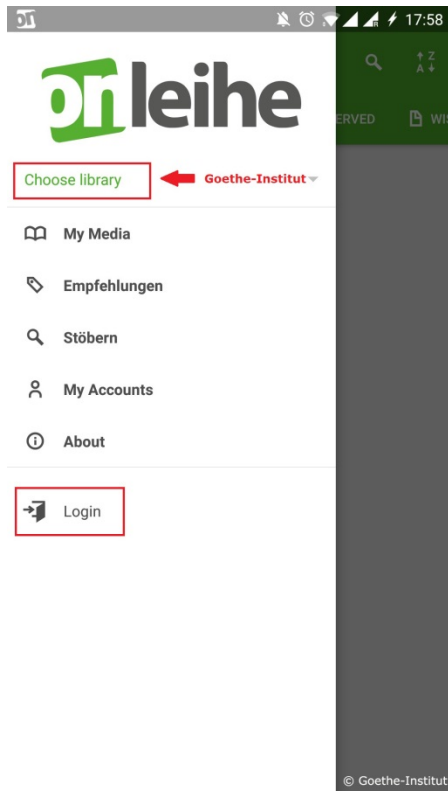 on 17:58
onleihe
Choose library Goethe-Institut
My Media
Empfehlungen
Stöbern
My Accounts
About
Login
Z
A
ERVED WIS
© Goethe-Institut